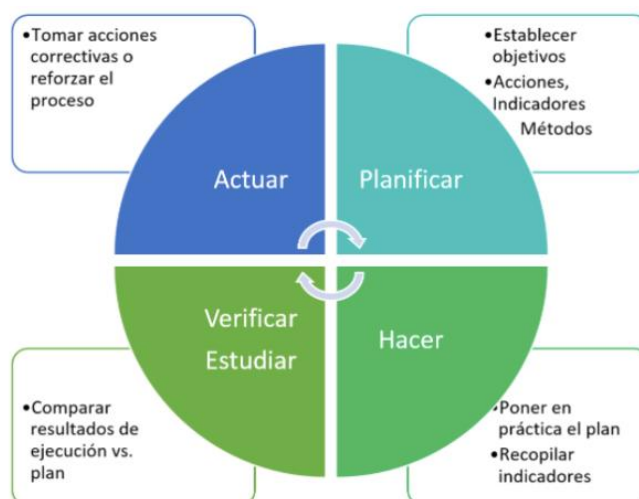 •Tomar acciones
correctivas o
reforzar el
proceso
•Establecer
objetivos
•Acciones,
Indicadores
Métodos
Actuar
Planificar
Verificar
Estudiar
Hacer
•Comparar
resultados de
ejecución vs.
plan
•Poner en
práctica el plan
•Recopilar
indicadores